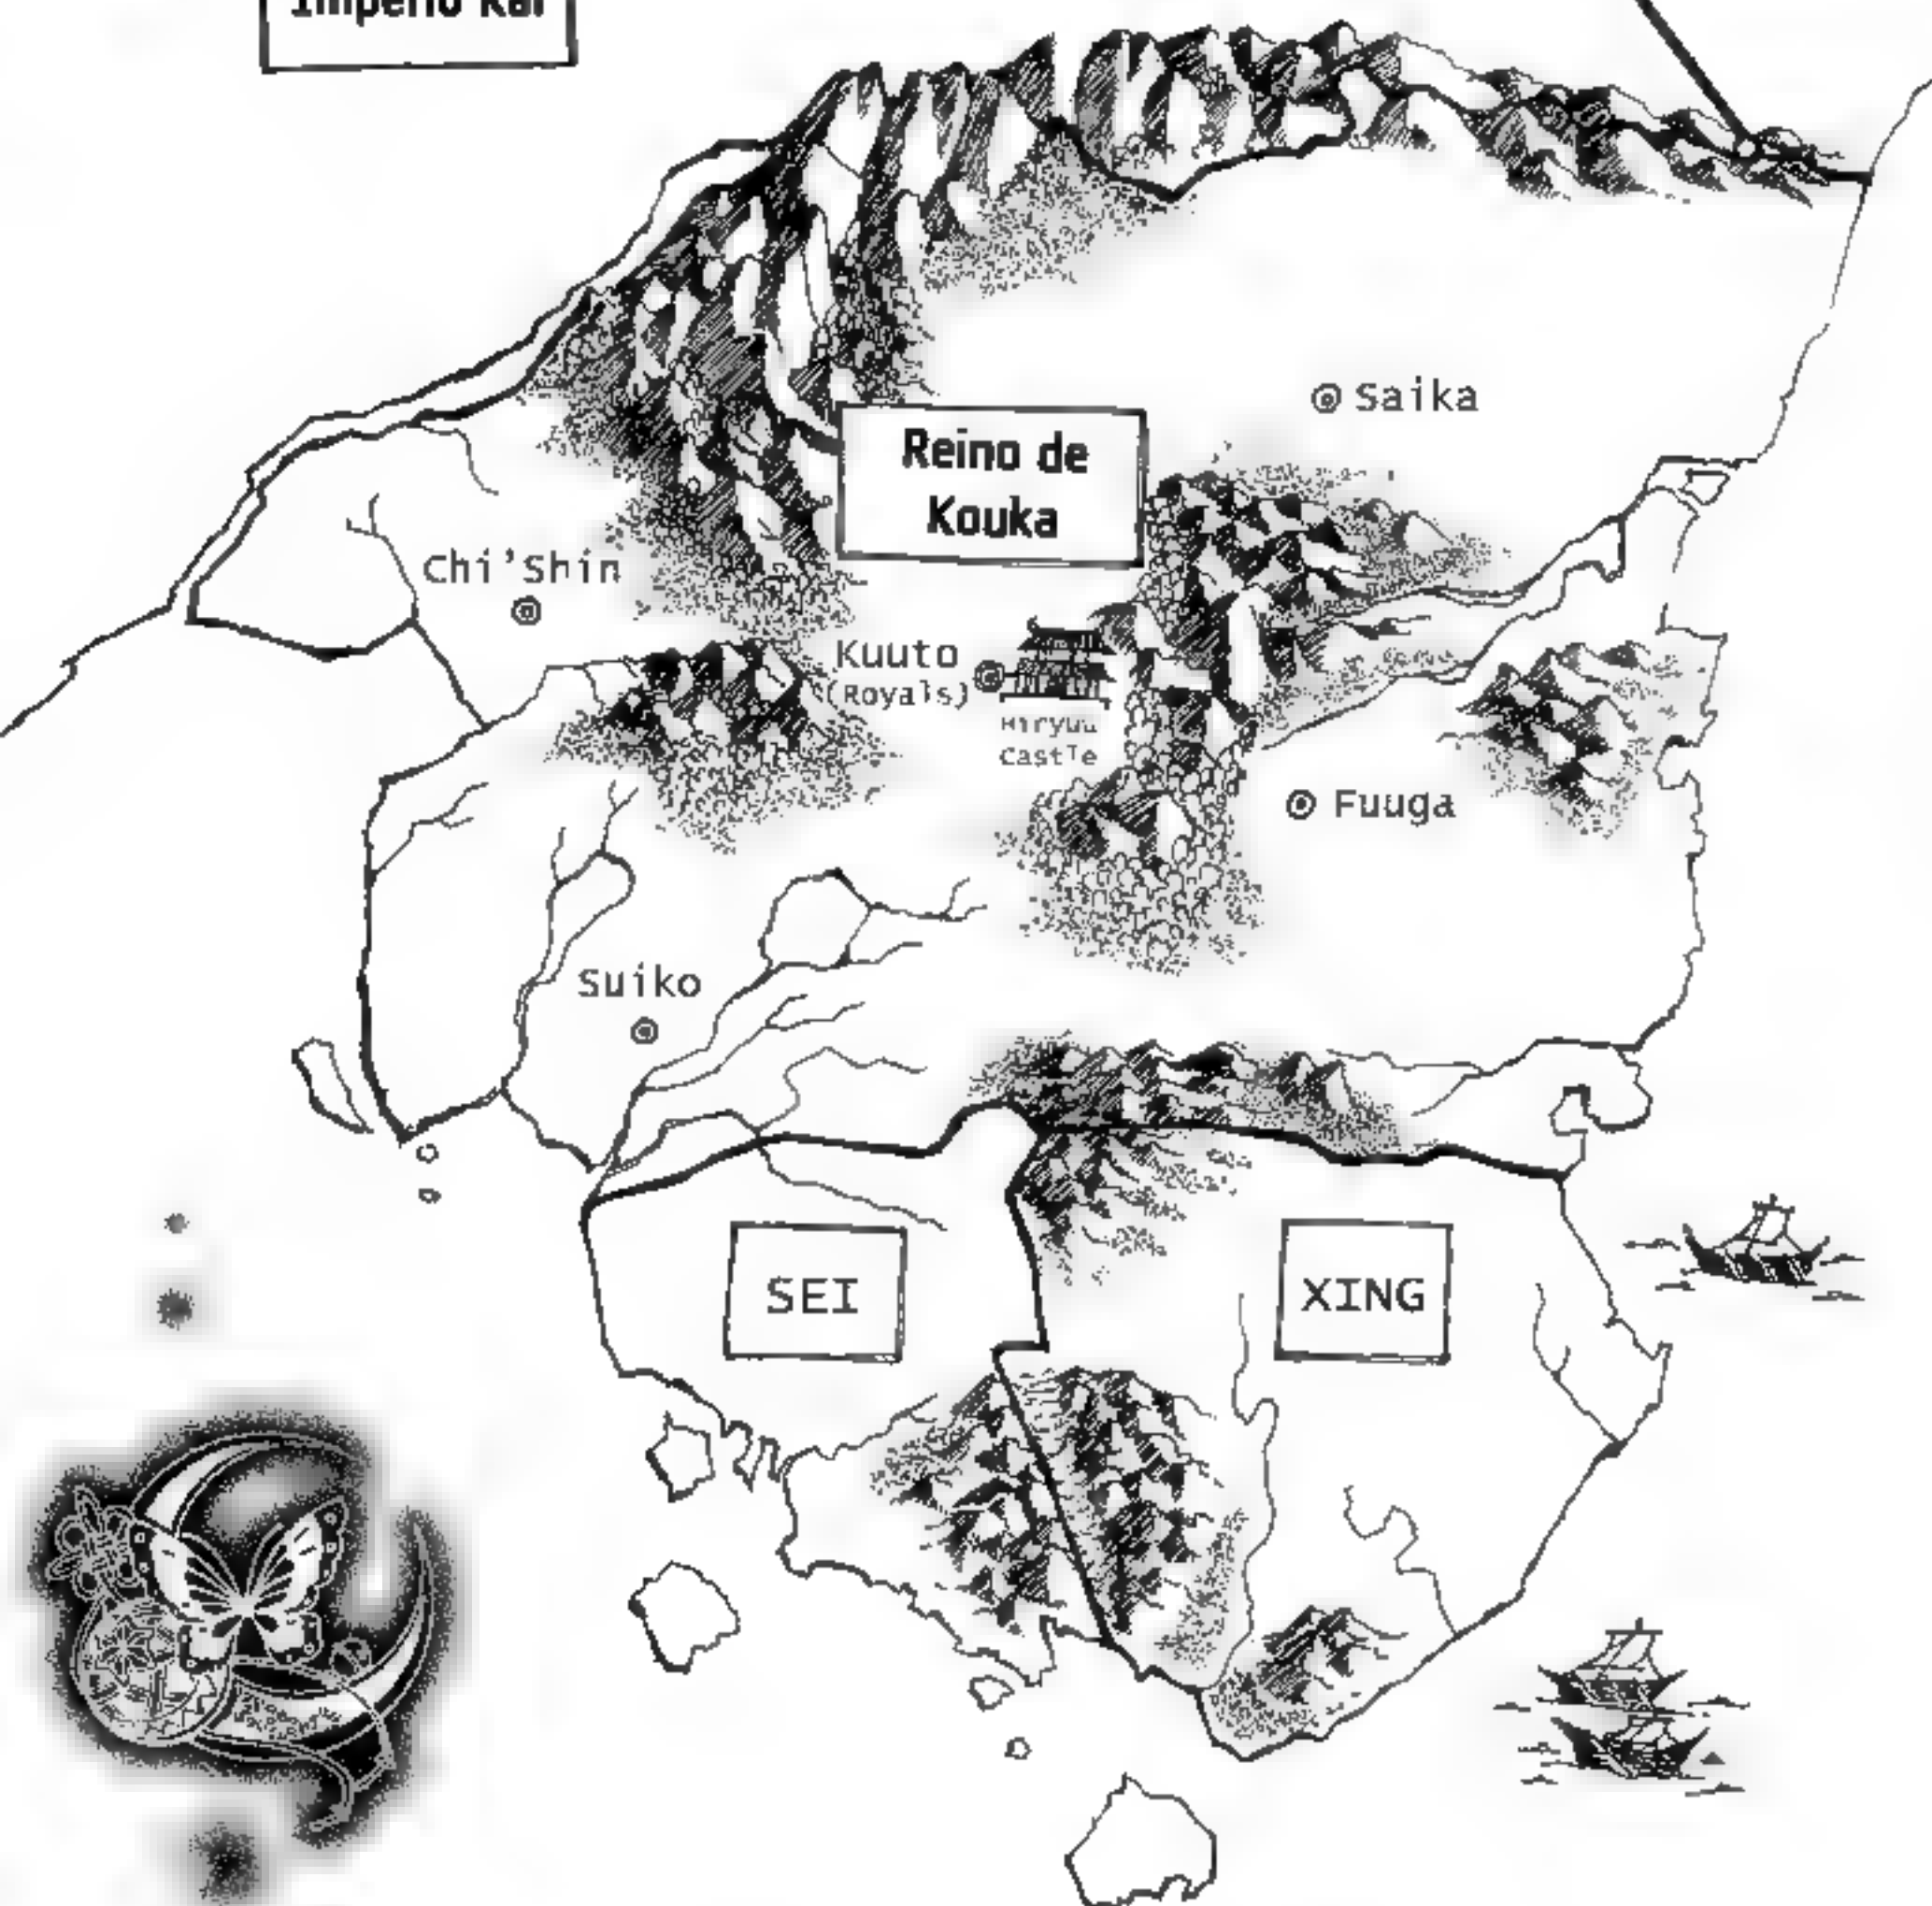 Imperio Kai
Saika
Reino de
Kouka
Chi'Shin
Kuuto
(Royals)
Hiryuu
Castle
Fuuga
Suiko
SEI
XING